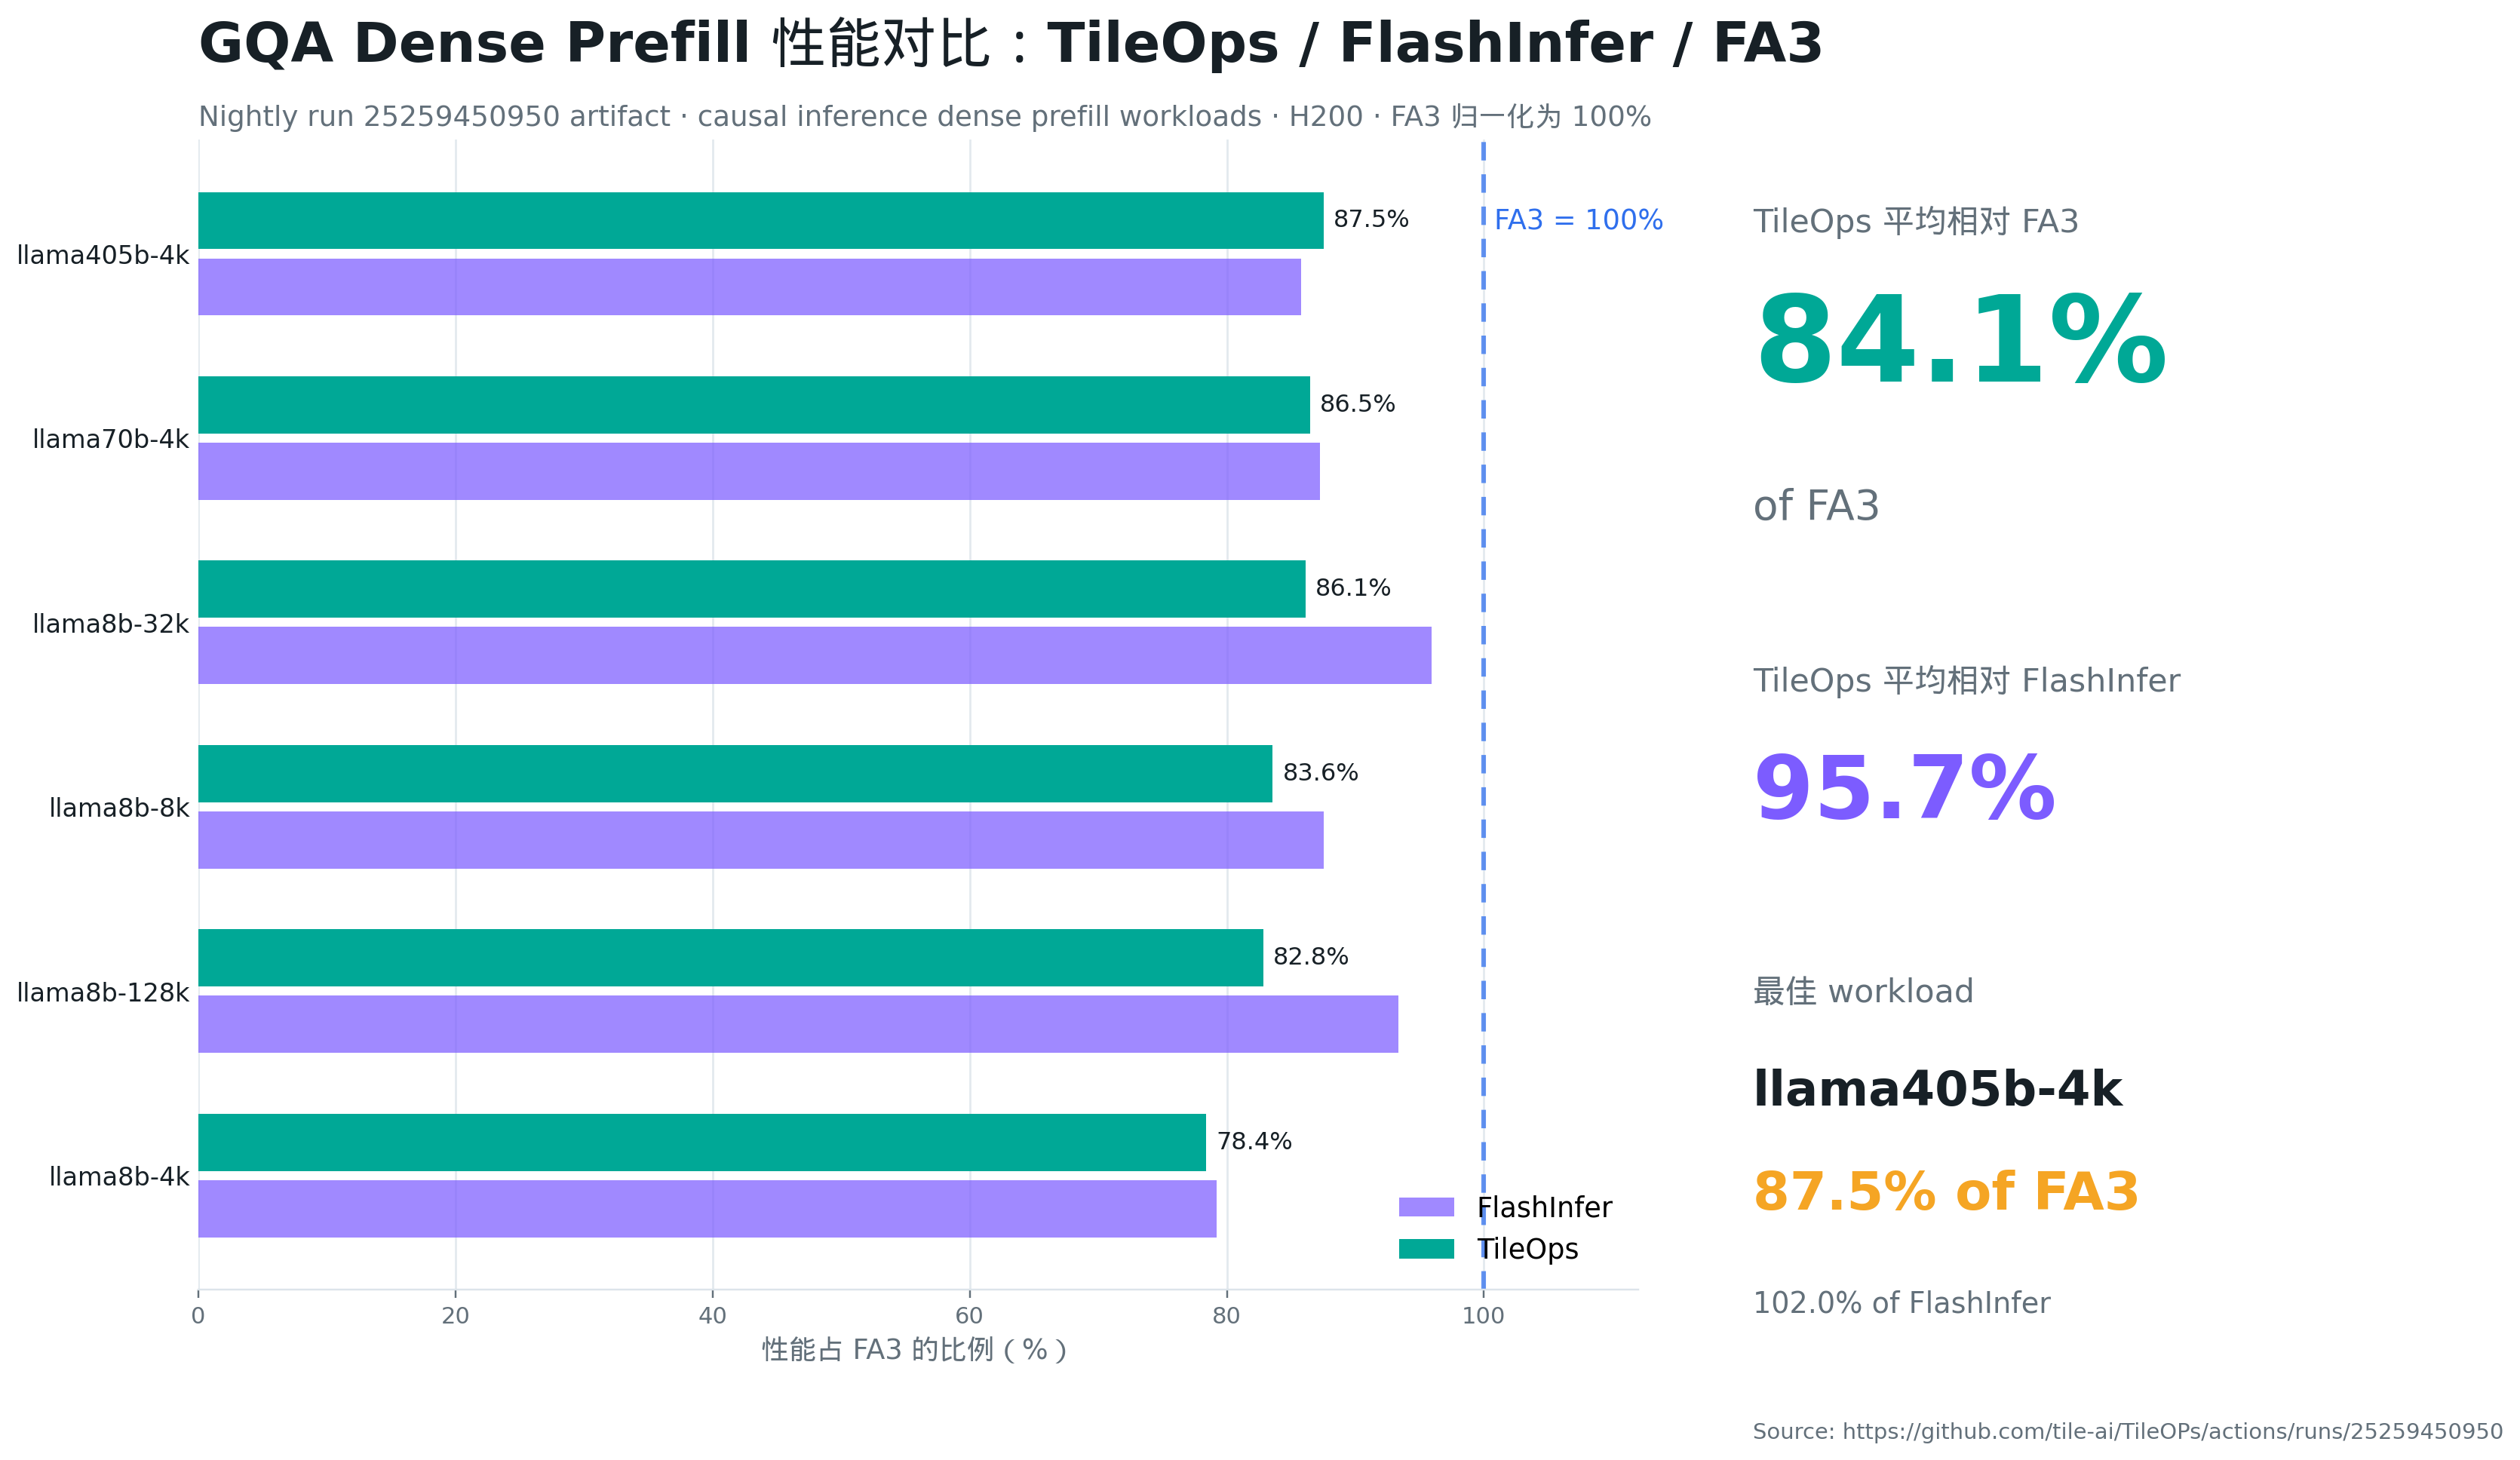 GQA Dense Prefill 性能对比：TileOps / FlashInfer / FA3
Nightly run 25259450950 artifact · causal inference dense prefill workloads · H200 · FA3 归一化为 100%
llama405b-4k
87.5%
FA3 = 100%
llama70b-4k
86.5%
llama8b-32k
86.1%
llama8b-8k
83.6%
llama8b-128k
82.8%
llama8b-4k
78.4%
FlashInfer
TileOps
0 20 40 60 80 100
性能占 FA3 的比例（%）
TileOps 平均相对 FA3
84.1%
of FA3
TileOps 平均相对 FlashInfer
95.7%
最佳 workload
llama405b-4k
87.5% of FA3
102.0% of FlashInfer
Source: https://github.com/tile-ai/TileOPs/actions/runs/25259450950